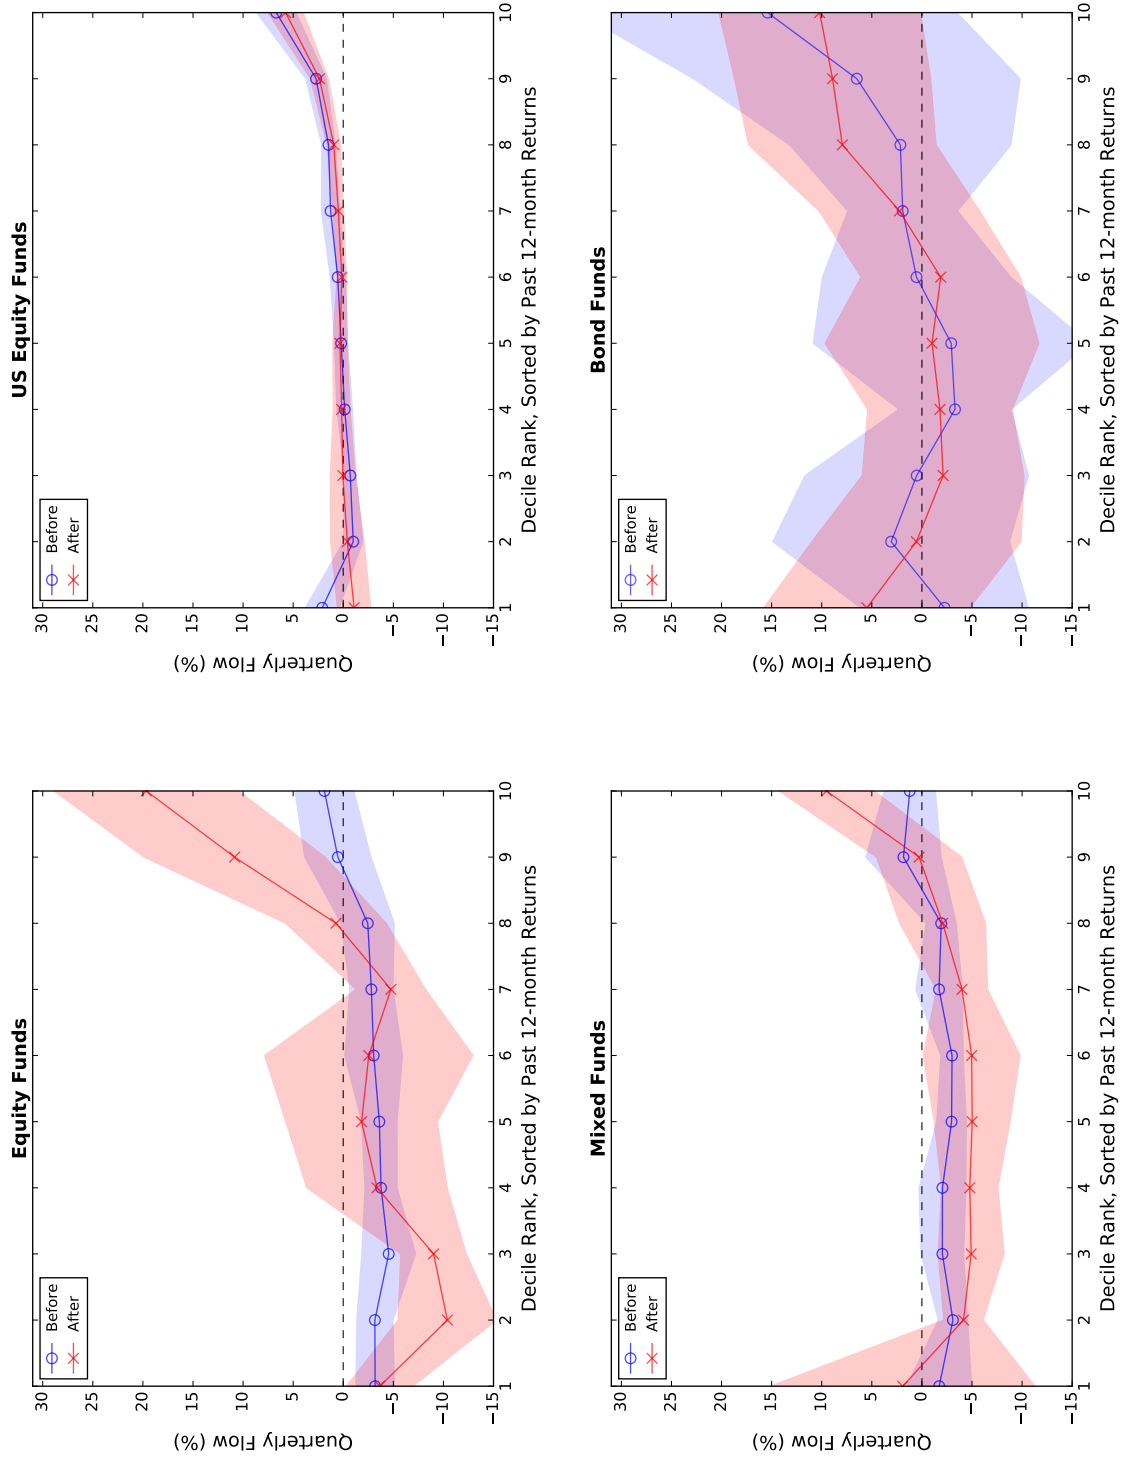 Equity Funds
Before
After
30
25
20
15
10
5
0
−5
−10
−15
Quarterly Flow (%)
1 2 3 4 5 6 7 8 9 10
Decile Rank, Sorted by Past 12-month Returns
US Equity Funds
Before
After
30
25
20
15
10
5
0
−5
−10
−15
Quarterly Flow (%)
1 2 3 4 5 6 7 8 9 10
Decile Rank, Sorted by Past 12-month Returns
Mixed Funds
Before
After
30
25
20
15
10
5
0
−5
−10
−15
Quarterly Flow (%)
1 2 3 4 5 6 7 8 9 10
Decile Rank, Sorted by Past 12-month Returns
Bond Funds
Before
After
30
25
20
15
10
5
0
−5
−10
−15
Quarterly Flow (%)
1 2 3 4 5 6 7 8 9 10
Decile Rank, Sorted by Past 12-month Returns